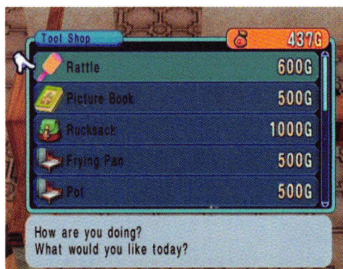 Tool Shop
437G
Rattle 600G
Picture Book 500G
Rucksack 1000G
Frying Pan 500G
Pot 500G
How are you doing?
What would you like today?